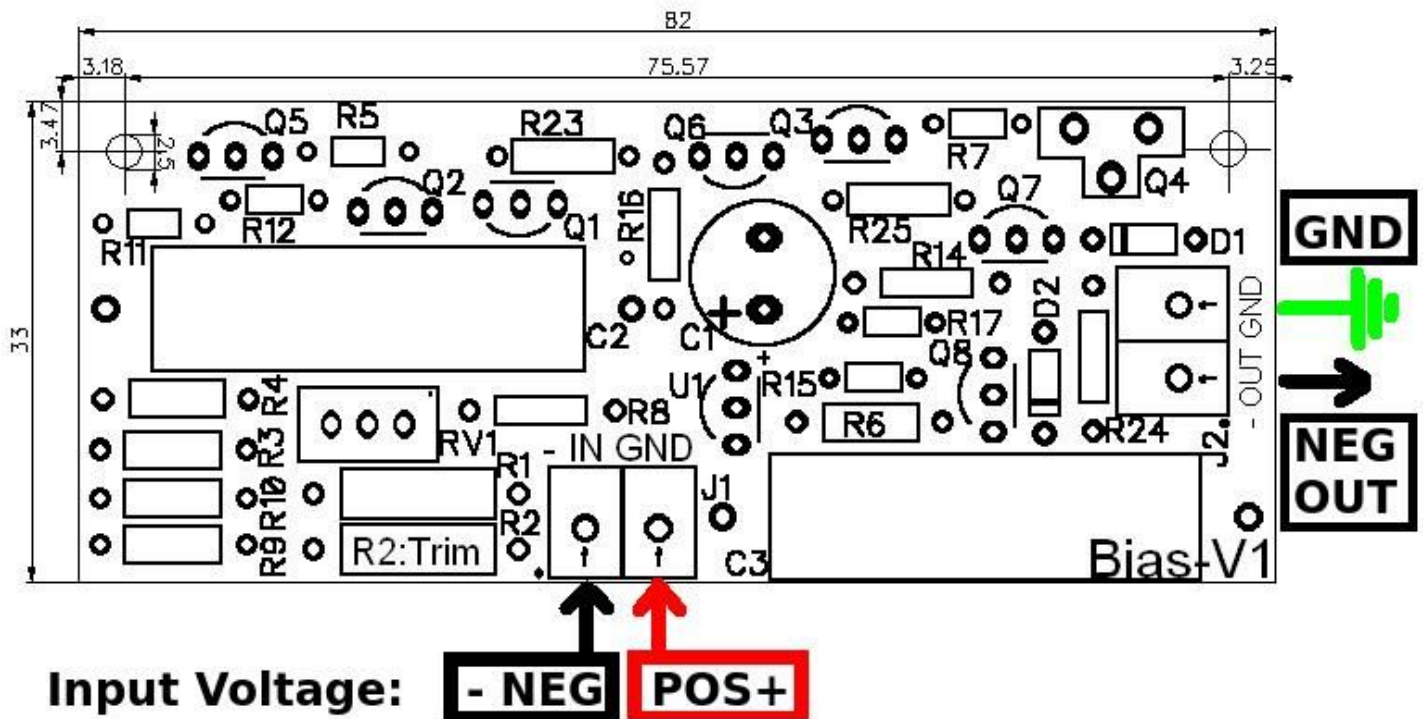 82
3.18 75.57 3.25
3.47
2.5
33
Q5 R5 R23 Q6 Q3 R7 Q4
Q2 Q1 R16 Q7
R11 R12 R25 R14 D1
GND
C2 C1 + R17 D2
- OUT GND
+
R4 U1 R15 Q8
R3 RV1 R8 R6 R24 J2
NEG
OUT
- IN GND
R10 R1 J1
R9 R2:Trim R2 C3 Bias-V1
Input Voltage: - NEG POS+